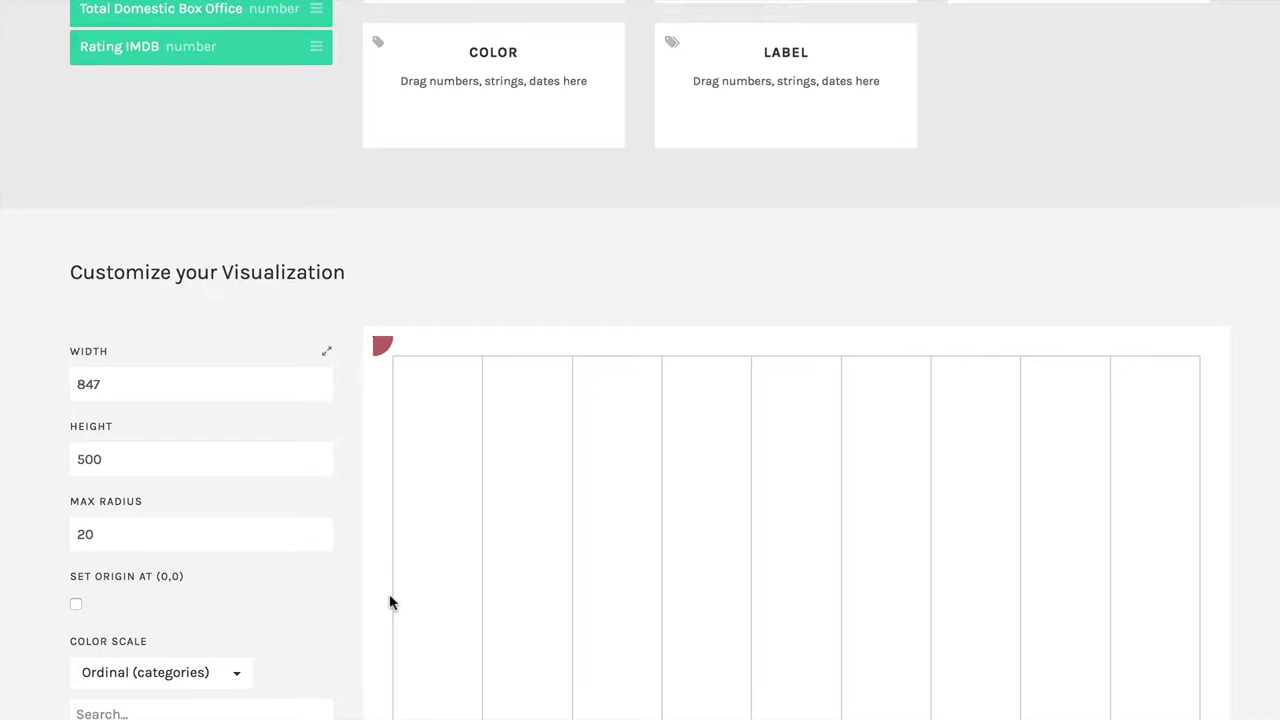 Total Domestic Box Office number
Rating IMDB number
COLOR
Drag numbers, strings, dates here
LABEL
Drag numbers, strings, dates here
Customize your Visualization
WIDTH
847
HEIGHT
500
MAX RADIUS
20
SET ORIGIN AT (0,0)
COLOR SCALE
Ordinal (categories)
Search...